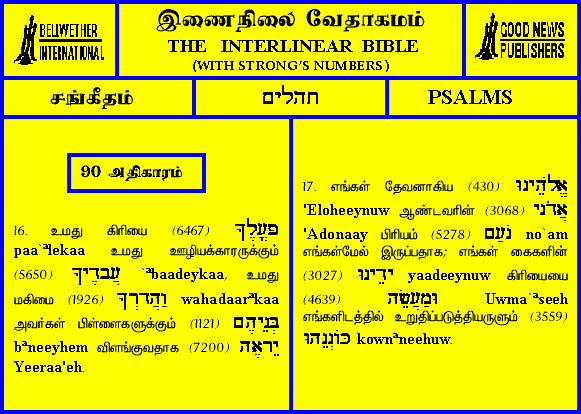 BELLWETHER
INTERNATIONAL
இணைநிலை வேதாகமம்
THE INTERLINEAR BIBLE
(WITH STRONG'S NUMBERS)
GOOD NEWS
PUBLISHERS
சங்கீதம்
תהלים
PSALMS
90 அதிகாரம்
16. உமது கிரியை (6467) פָּעֳלֶךָ
paa`ªlekaa உமது ஊழியக்காரருக்கும்
(5650) עֲבָדֶיךָ `ªbaadeykaa, உமது
மகிமை (1926) וַהֲדָרְךָ wahadaarªkaa
அவர்கள் பிள்ளைகளுக்கும் (1121) בְּנֵיהֶם
bªneeyhem விளங்குவதாக (7200) יֵרָאֶה
Yeeraa'eh.
17. எங்கள் தேவனாகிய (430) אֱלֹהֵינוּ
'Eloheeynuw ஆண்டவரின் (3068) אֲדֹנָי
'Adonaay பிரியம் (5278) נֹעַם no`am
எங்கள்மேல் இருப்பதாக; எங்கள் கைகளின்
(3027) יָדֵינוּ yaadeeynuw கிரியையை
(4639) וּמַעֲשֵׂה Uwma`ªseeh
எங்களிடத்தில் உறுதிப்படுத்தியருளும் (3559)
כּוֹנְנֵהוּ kownªneehuw.